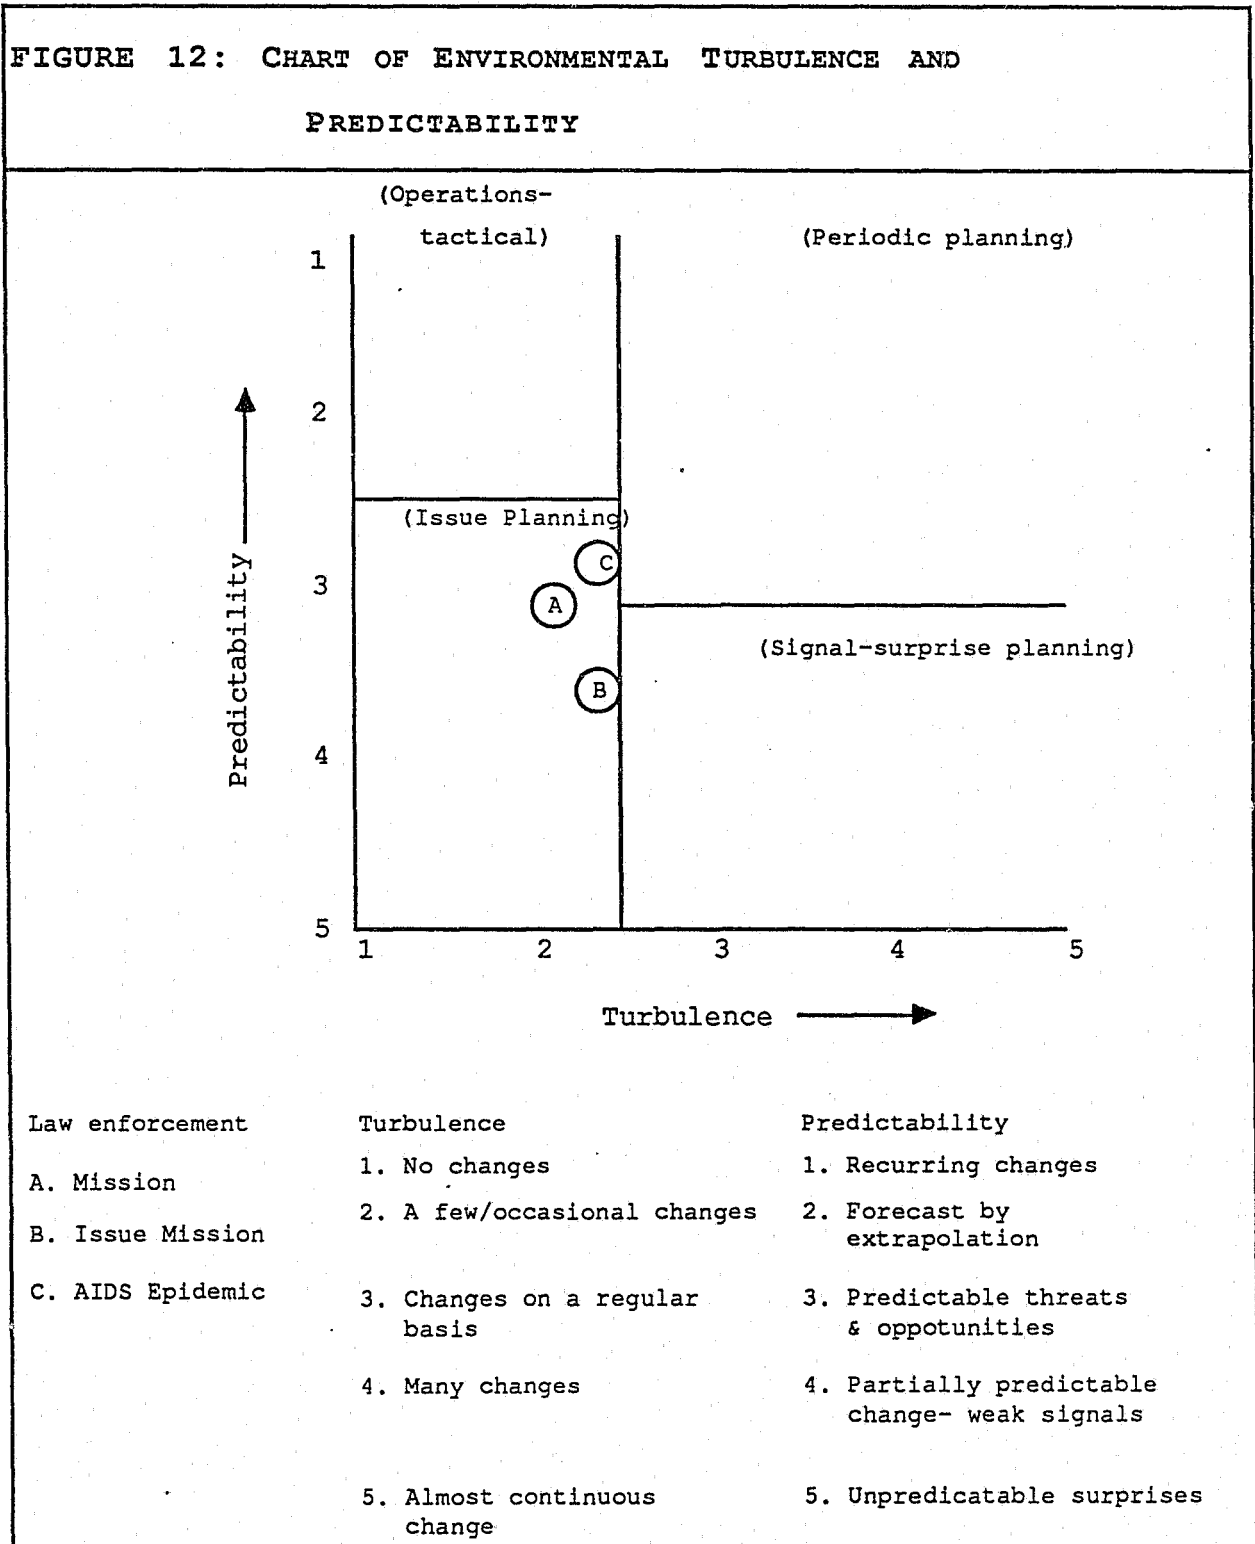 FIGURE 12: CHART OF ENVIRONMENTAL TURBULENCE AND
PREDICTABILITY
(Operations-
tactical)
(Periodic planning)
1
2
(Issue Planning)
C
3
A
(Signal-surprise planning)
B
4
5
Predictability
1 2 3 4 5
Turbulence
Law enforcement
A. Mission
B. Issue Mission
C. AIDS Epidemic
Turbulence
1. No changes
2. A few/occasional changes
3. Changes on a regular
basis
4. Many changes
5. Almost continuous
change
Predictability
1. Recurring changes
2. Forecast by
extrapolation
3. Predictable threats
& oppotunities
4. Partially predictable
change- weak signals
5. Unpredicatable surprises